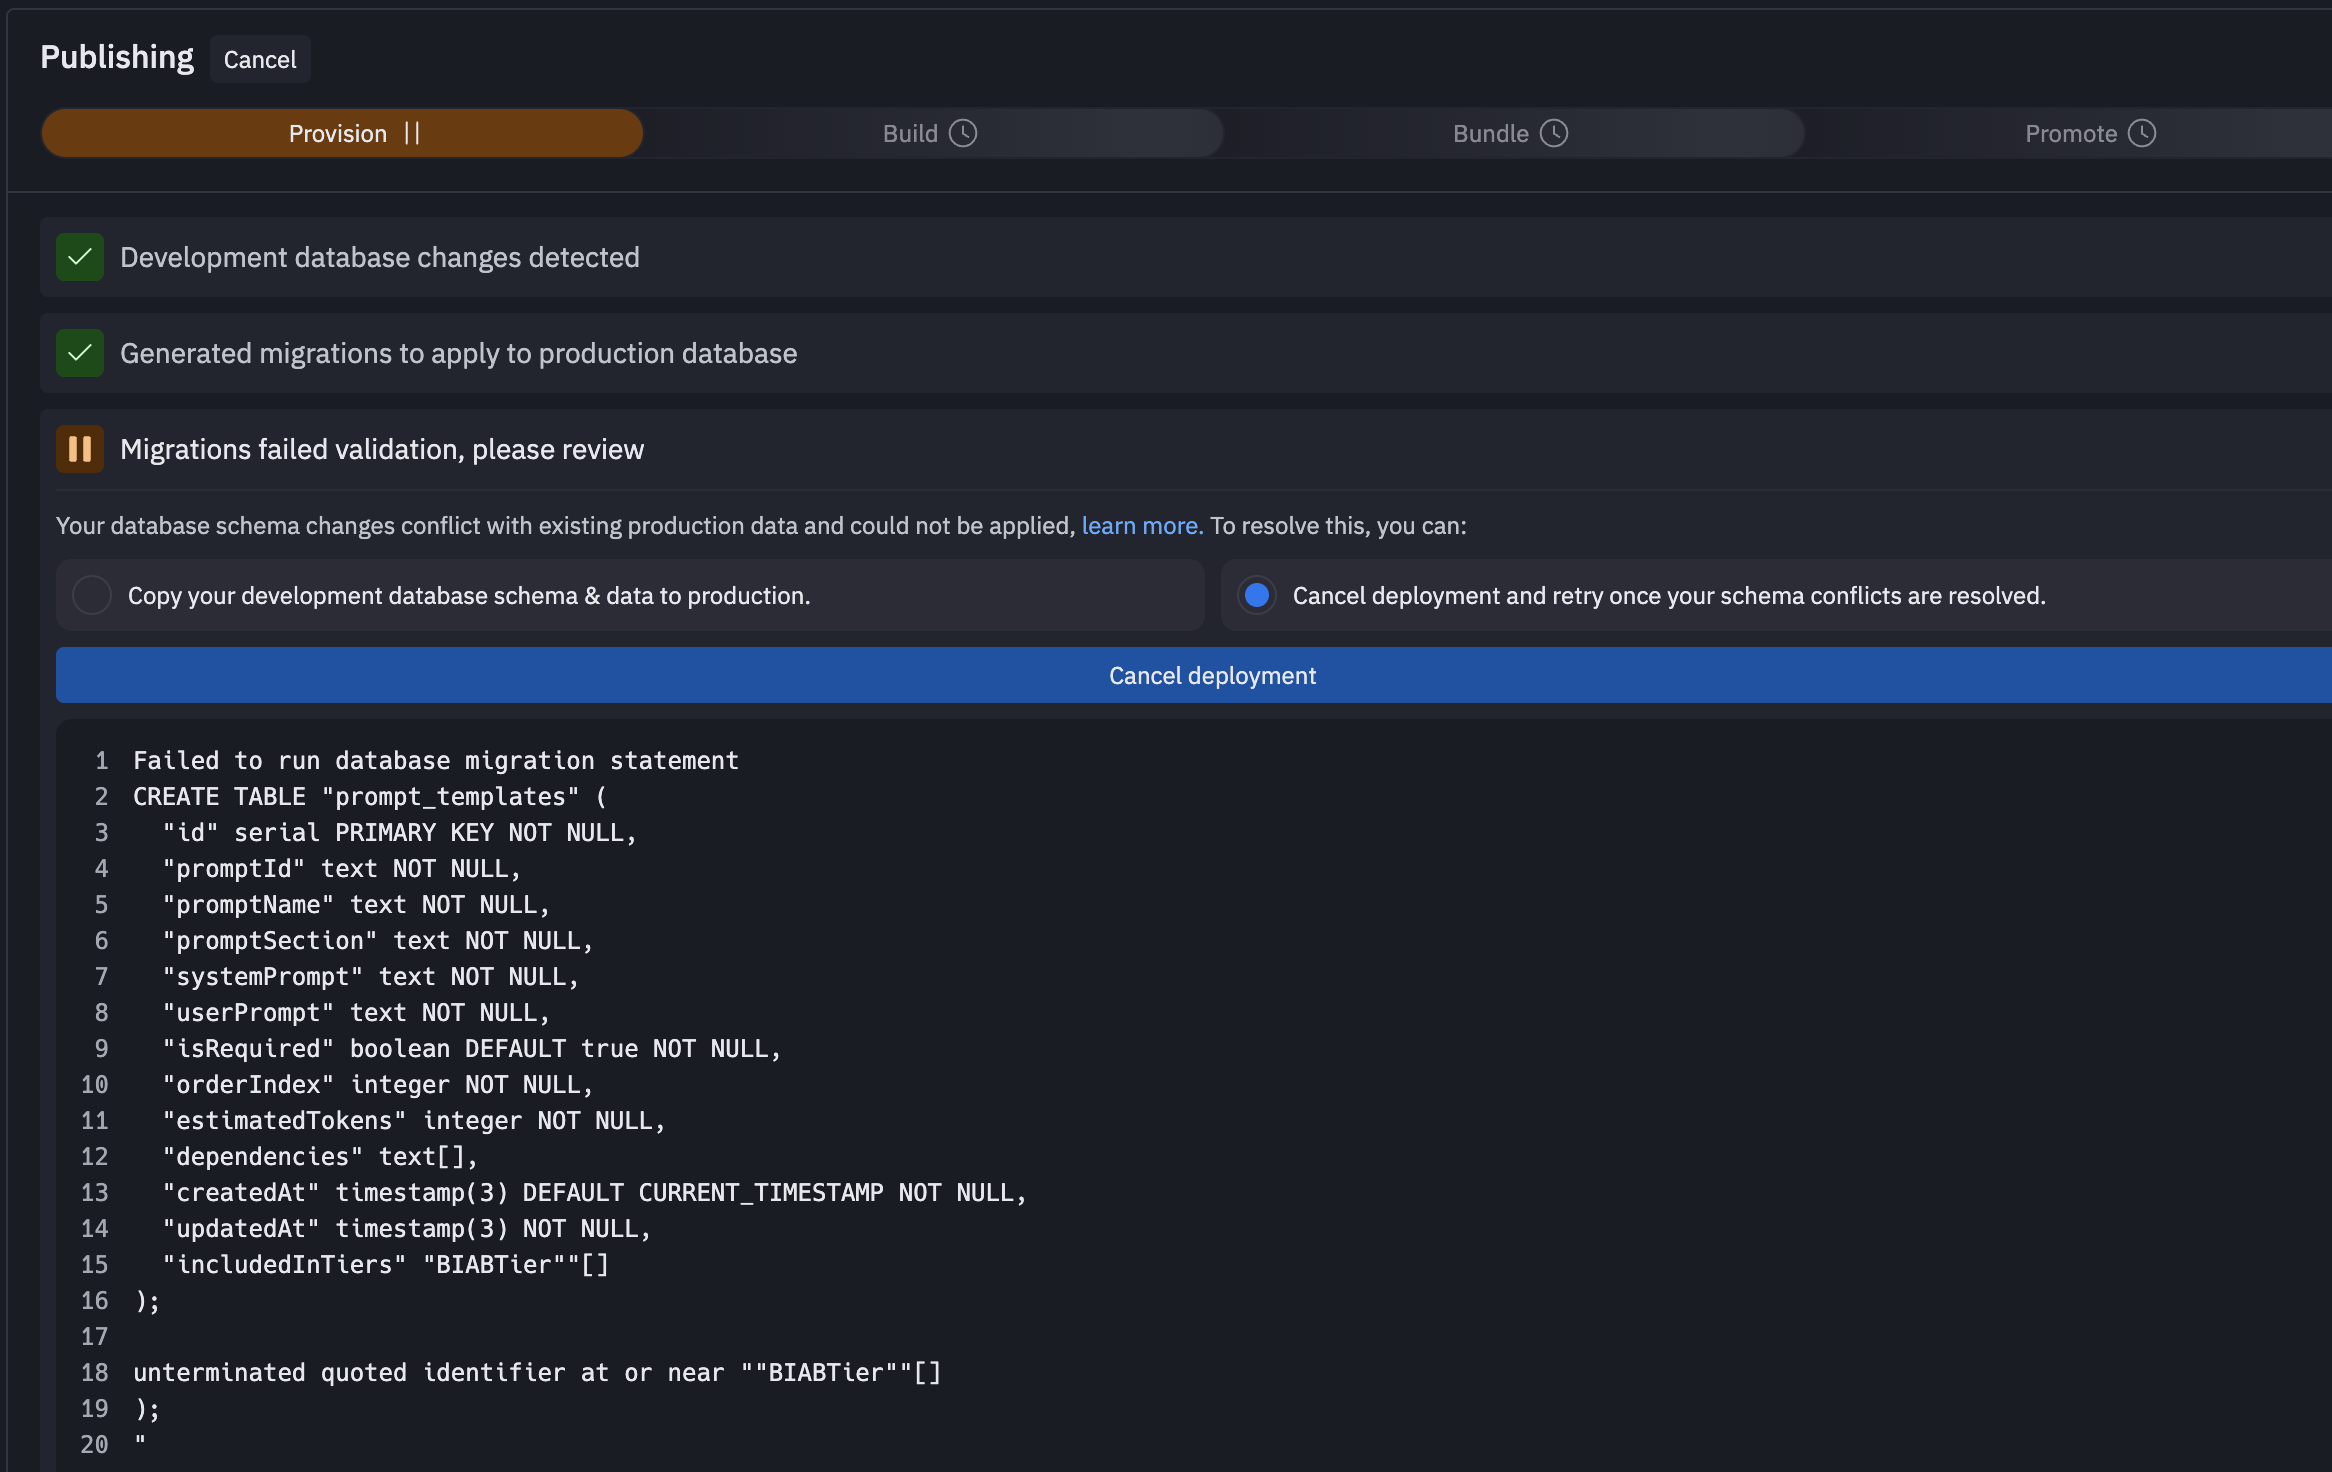 Publishing Cancel
Provision || Build Bundle Promote
Development database changes detected
Generated migrations to apply to production database
Migrations failed validation, please review
Your database schema changes conflict with existing production data and could not be applied, learn more. To resolve this, you can:
Copy your development database schema & data to production. Cancel deployment and retry once your schema conflicts are resolved.
Cancel deployment
1 Failed to run database migration statement
2 CREATE TABLE "prompt_templates" (
3 "id" serial PRIMARY KEY NOT NULL,
4 "promptId" text NOT NULL,
5 "promptName" text NOT NULL,
6 "promptSection" text NOT NULL,
7 "systemPrompt" text NOT NULL,
8 "userPrompt" text NOT NULL,
9 "isRequired" boolean DEFAULT true NOT NULL,
10 "orderIndex" integer NOT NULL,
11 "estimatedTokens" integer NOT NULL,
12 "dependencies" text[],
13 "createdAt" timestamp(3) DEFAULT CURRENT_TIMESTAMP NOT NULL,
14 "updatedAt" timestamp(3) NOT NULL,
15 "includedInTiers" "BIABTier""[]
16 );
17
18 unterminated quoted identifier at or near ""BIABTier""[]
19 );
20 "